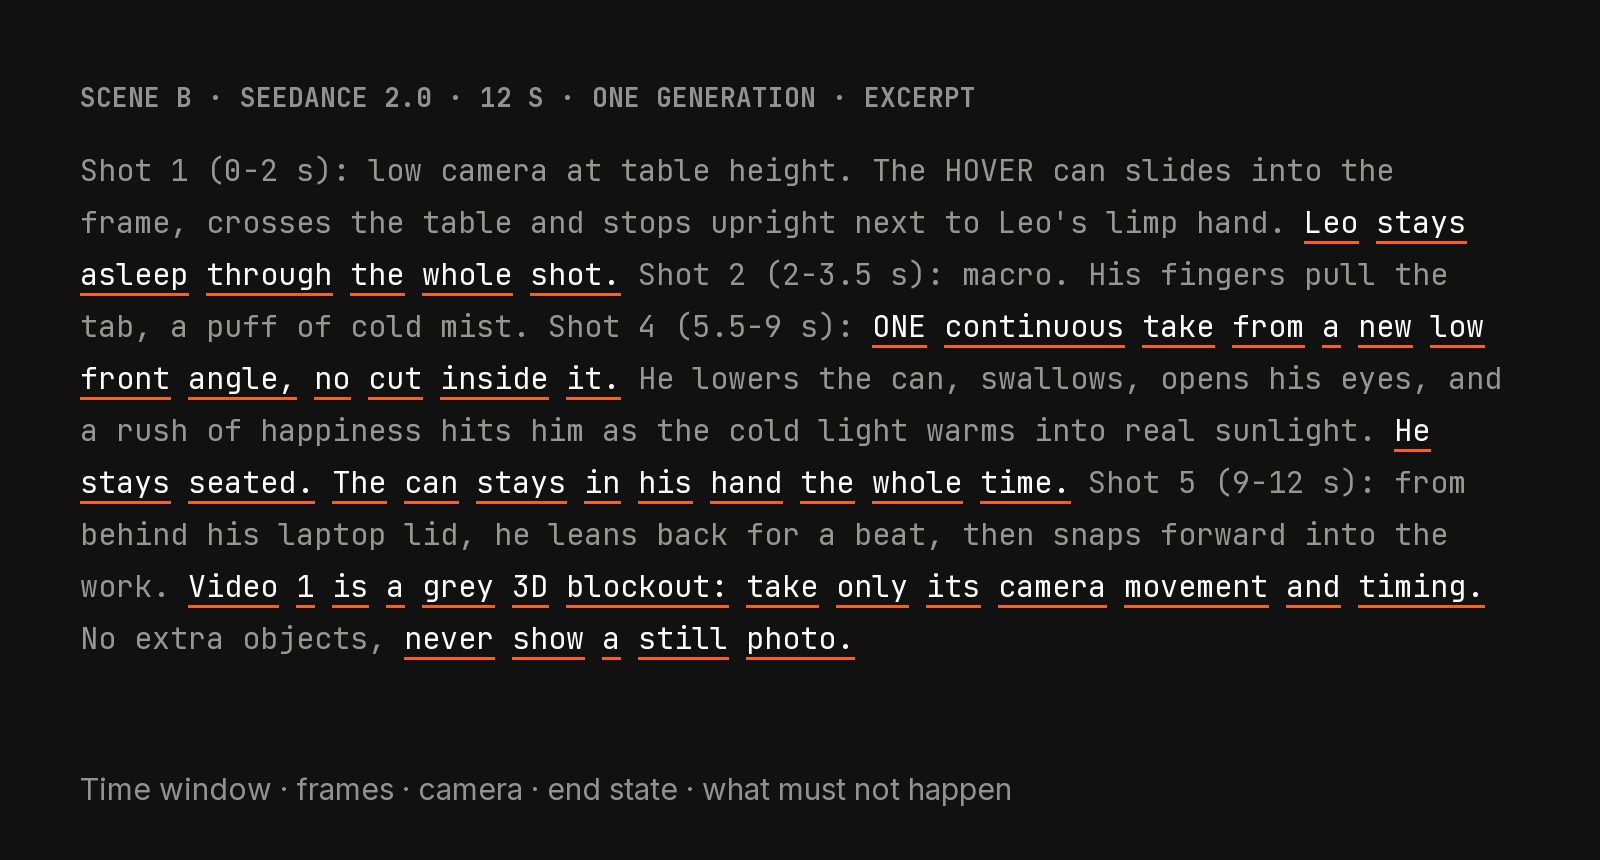 SCENE B · SEEDANCE 2.0 · 12 S · ONE GENERATION · EXCERPT
Shot 1 (0-2 s): low camera at table height. The HOVER can slides into the
frame, crosses the table and stops upright next to Leo's limp hand. Leo stays
asleep through the whole shot. Shot 2 (2-3.5 s): macro. His fingers pull the
tab, a puff of cold mist. Shot 4 (5.5-9 s): ONE continuous take from a new low
front angle, no cut inside it. He lowers the can, swallows, opens his eyes, and
a rush of happiness hits him as the cold light warms into real sunlight. He
stays seated. The can stays in his hand the whole time. Shot 5 (9-12 s): from
behind his laptop lid, he leans back for a beat, then snaps forward into the
work. Video 1 is a grey 3D blockout: take only its camera movement and timing.
No extra objects, never show a still photo.
Time window · frames · camera · end state · what must not happen